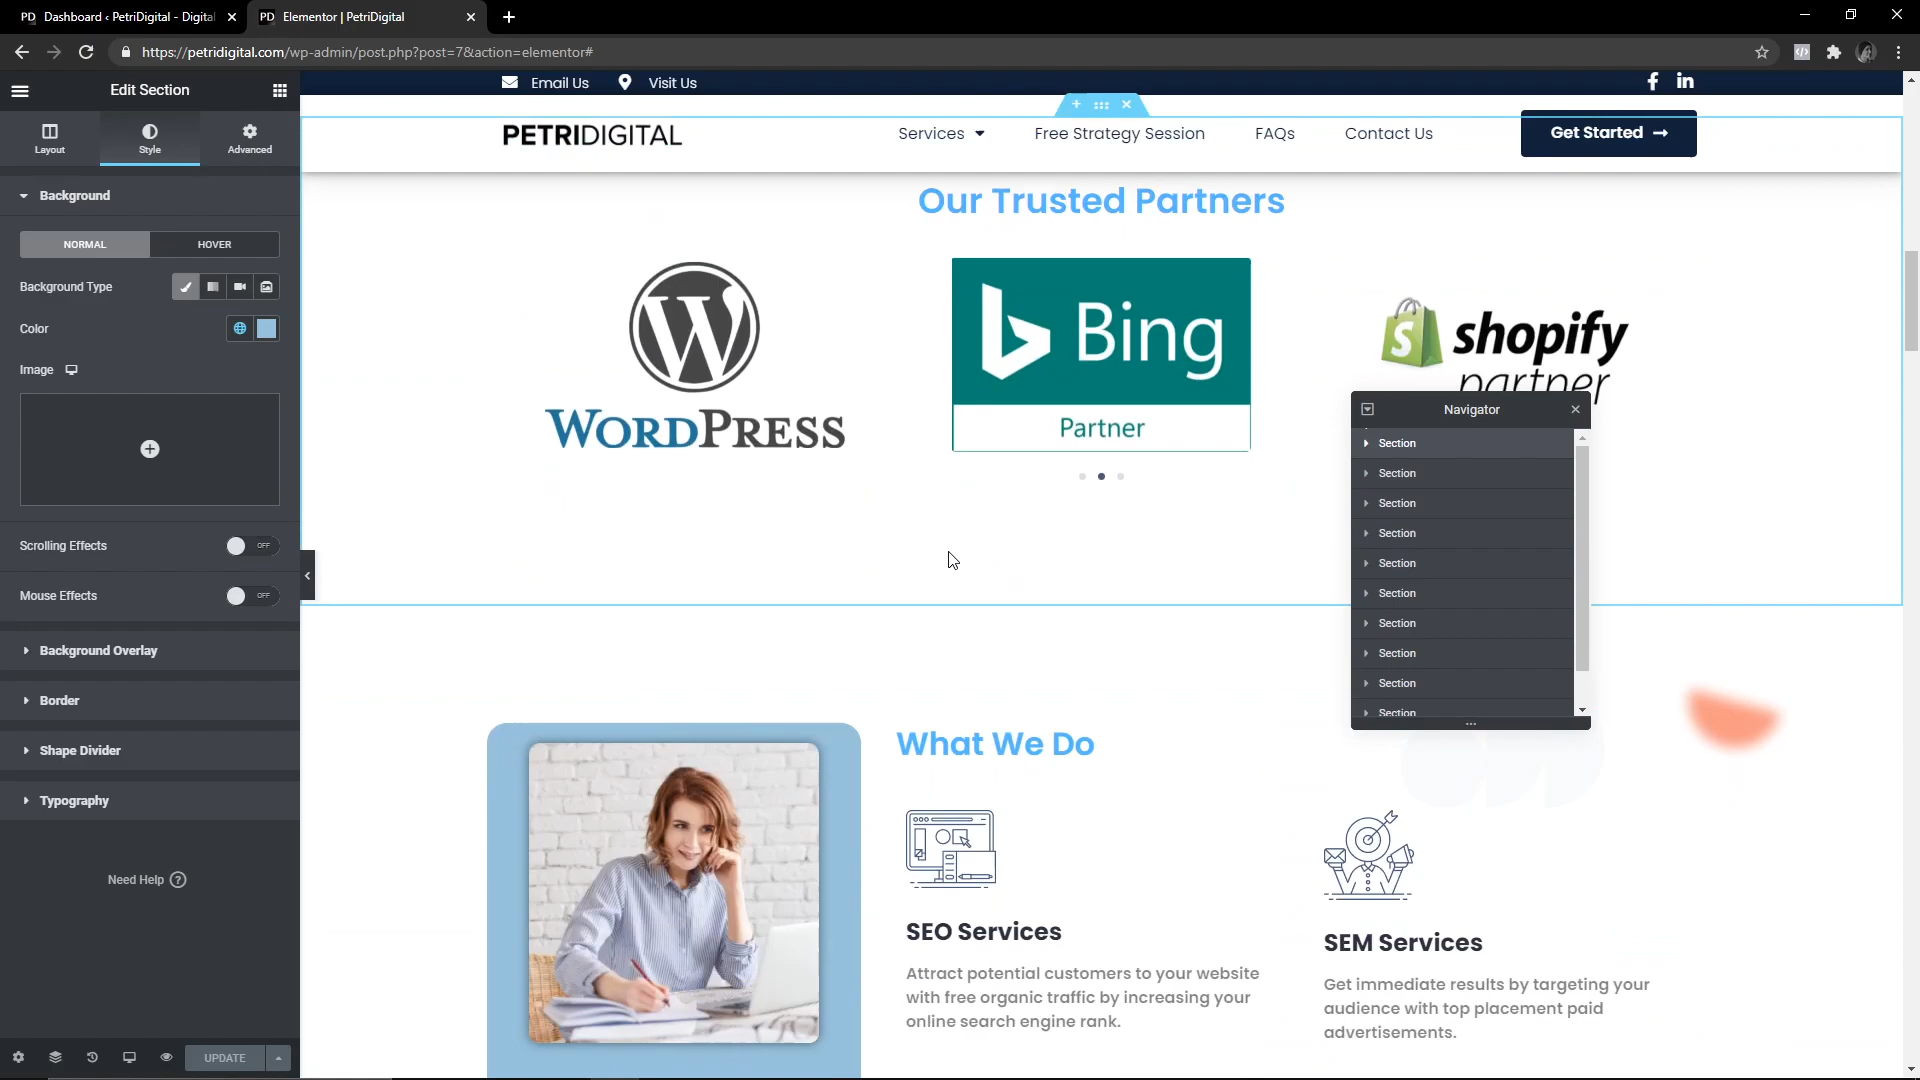 Dashboard ‹ PetriDigital - Digital
Elementor | PetriDigital
https://petridigital.com/wp-admin/post.php?post=7&action=elementor#
Edit Section
Layout
Style
Advanced
Background
NORMAL
HOVER
Background Type
Color
Image
Scrolling Effects
OFF
Mouse Effects
OFF
Background Overlay
Border
Shape Divider
Typography
Need Help
UPDATE
Email Us
Visit Us
PETRIDIGITAL
Services
Free Strategy Session
FAQs
Contact Us
Get Started
Our Trusted Partners
WORDPRESS
Bing
Partner
shopify
partner
Navigator
Section
Section
Section
Section
Section
Section
Section
Section
Section
Section
What We Do
SEO Services
Attract potential customers to your website
with free organic traffic by increasing your
online search engine rank.
SEM Services
Get immediate results by targeting your
audience with top placement paid
advertisements.